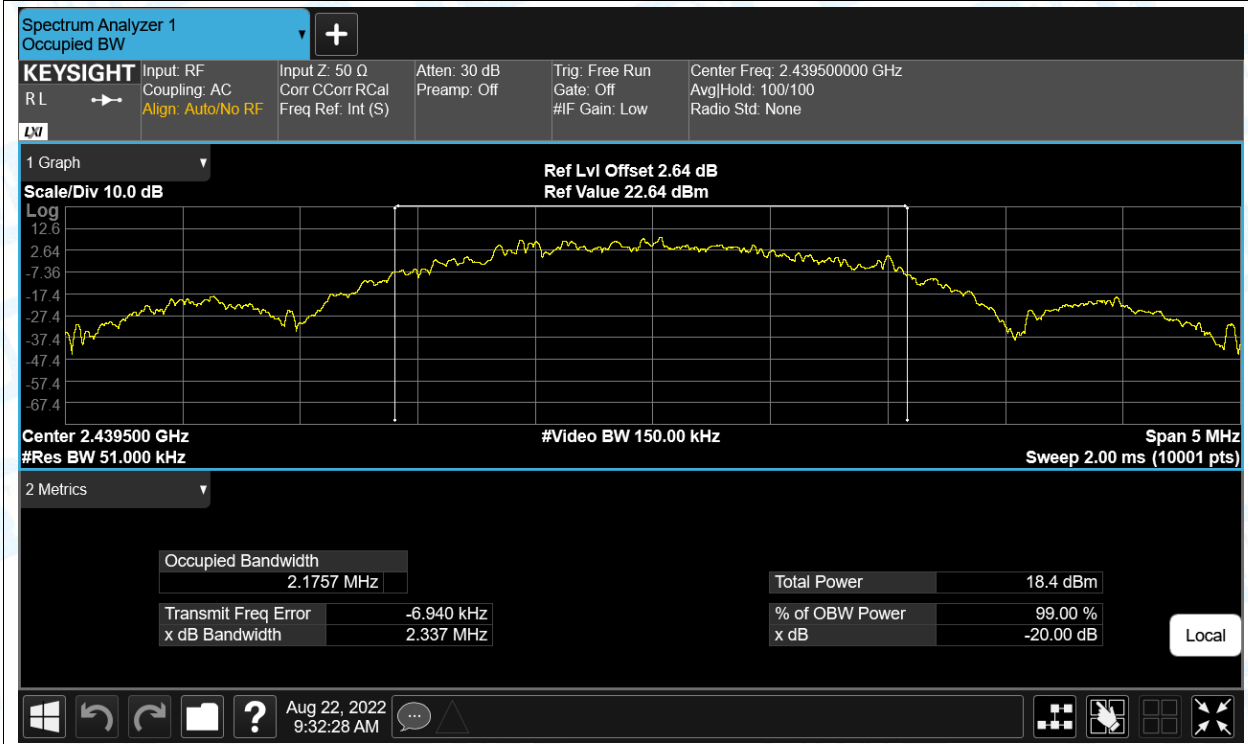 Spectrum Analyzer 1
Occupied BW
KEYSIGHT
R L
LXI
Input: RF
Coupling: AC
Align: Auto/No RF
Input Z: 50 Ω
Corr CCorr RCal
Freq Ref: Int (S)
Atten: 30 dB
Preamp: Off
Trig: Free Run
Gate: Off
#IF Gain: Low
Center Freq: 2.439500000 GHz
Avg|Hold: 100/100
Radio Std: None
1 Graph
Scale/Div 10.0 dB
Ref Lvl Offset 2.64 dB
Ref Value 22.64 dBm
Log
12.6
2.64
-7.36
-17.4
-27.4
-37.4
-47.4
-57.4
-67.4
Center 2.439500 GHz
#Res BW 51.000 kHz
#Video BW 150.00 kHz
Span 5 MHz
Sweep 2.00 ms (10001 pts)
2 Metrics
Occupied Bandwidth
2.1757 MHz
Transmit Freq Error -6.940 kHz
x dB Bandwidth 2.337 MHz
Total Power 18.4 dBm
% of OBW Power 99.00 %
x dB -20.00 dB
Local
?
Aug 22, 2022
9:32:28 AM